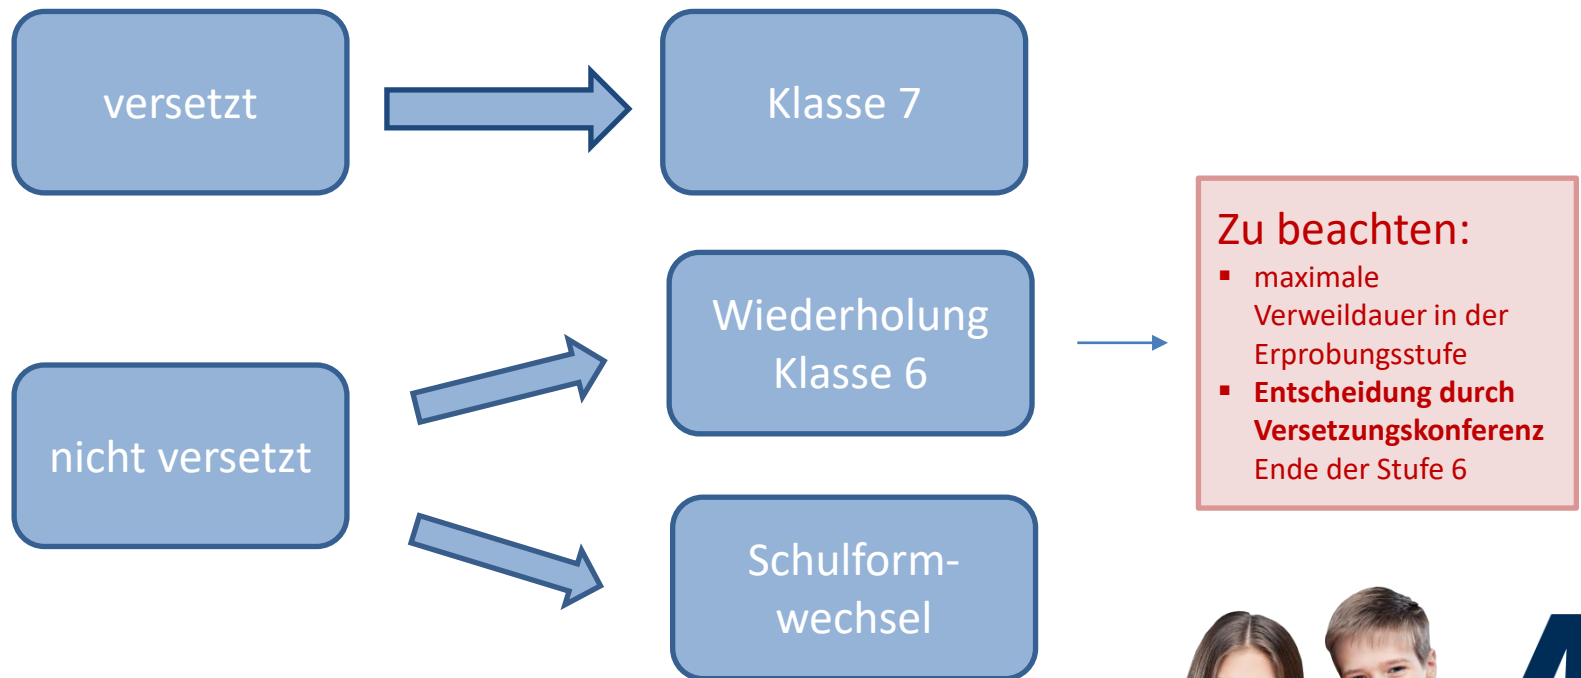 versetzt
Klasse 7
nicht versetzt
Wiederholung
Klasse 6
Schulform-
wechsel
Zu beachten:
▪ maximale
Verweildauer in der
Erprobungsstufe
▪ Entscheidung durch
Versetzungskonferenz
Ende der Stufe 6